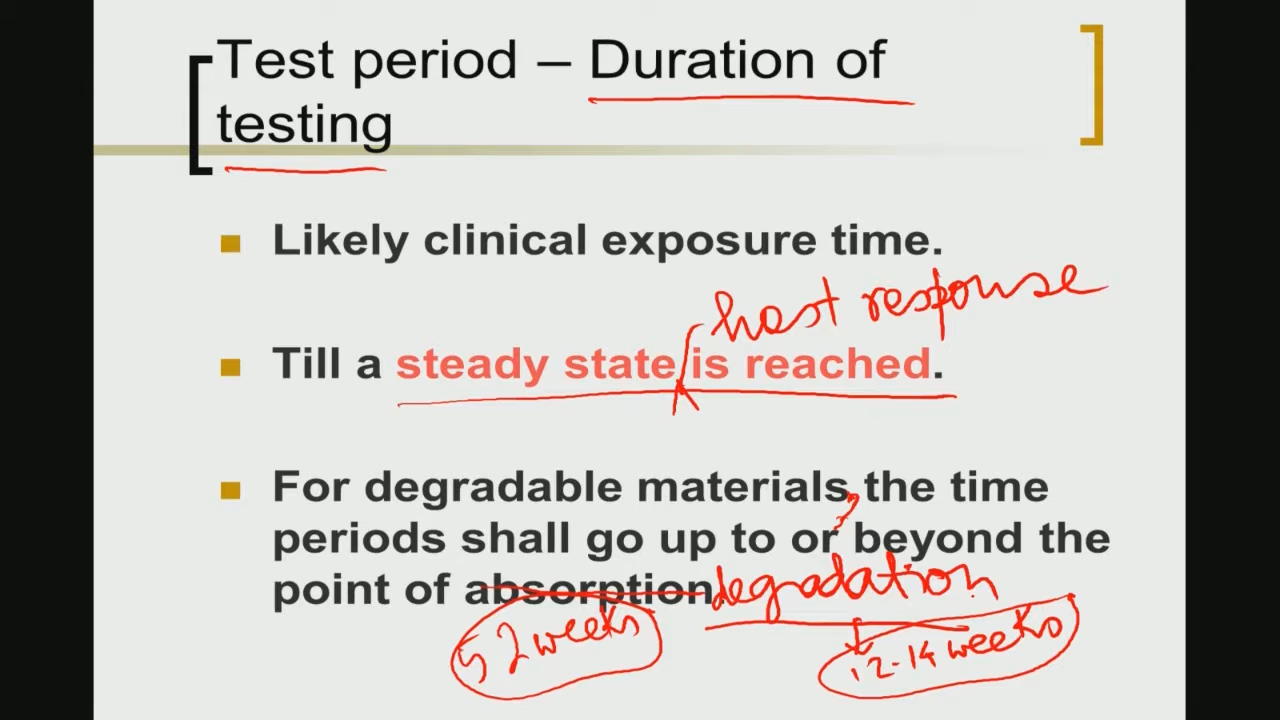 Test period – Duration of
testing
Likely clinical exposure time.
host response
Till a steady state is reached.
For degradable materials, the time
periods shall go up to or beyond the
point of absorption degradation
52 weeks
12-14 weeks